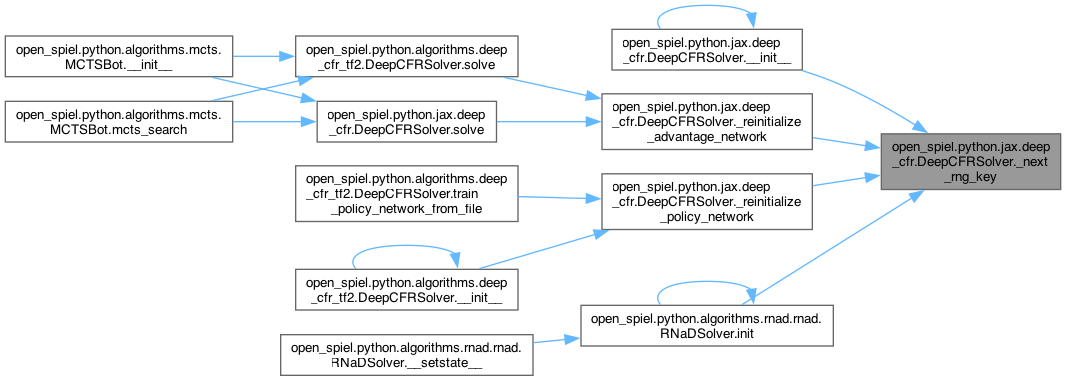 open_spiel.python.algorithms.mcts.
MCTSBot.__init__
open_spiel.python.algorithms.mcts.
MCTSBot.mcts_search
open_spiel.python.algorithms.deep
_cfr_tf2.DeepCFRSolver.solve
open_spiel.python.jax.deep
_cfr.DeepCFRSolver.solve
open_spiel.python.algorithms.deep
_cfr_tf2.DeepCFRSolver.train
_policy_network_from_file
open_spiel.python.algorithms.deep
_cfr_tf2.DeepCFRSolver.__init__
open_spiel.python.algorithms.rnad.rnad.
RNaDSolver.__setstate__
open_spiel.python.jax.deep
_cfr.DeepCFRSolver.__init__
open_spiel.python.jax.deep
_cfr.DeepCFRSolver._reinitialize
_advantage_network
open_spiel.python.jax.deep
_cfr.DeepCFRSolver._reinitialize
_policy_network
open_spiel.python.algorithms.rnad.rnad.
RNaDSolver.init
open_spiel.python.jax.deep
_cfr.DeepCFRSolver._next
_rng_key